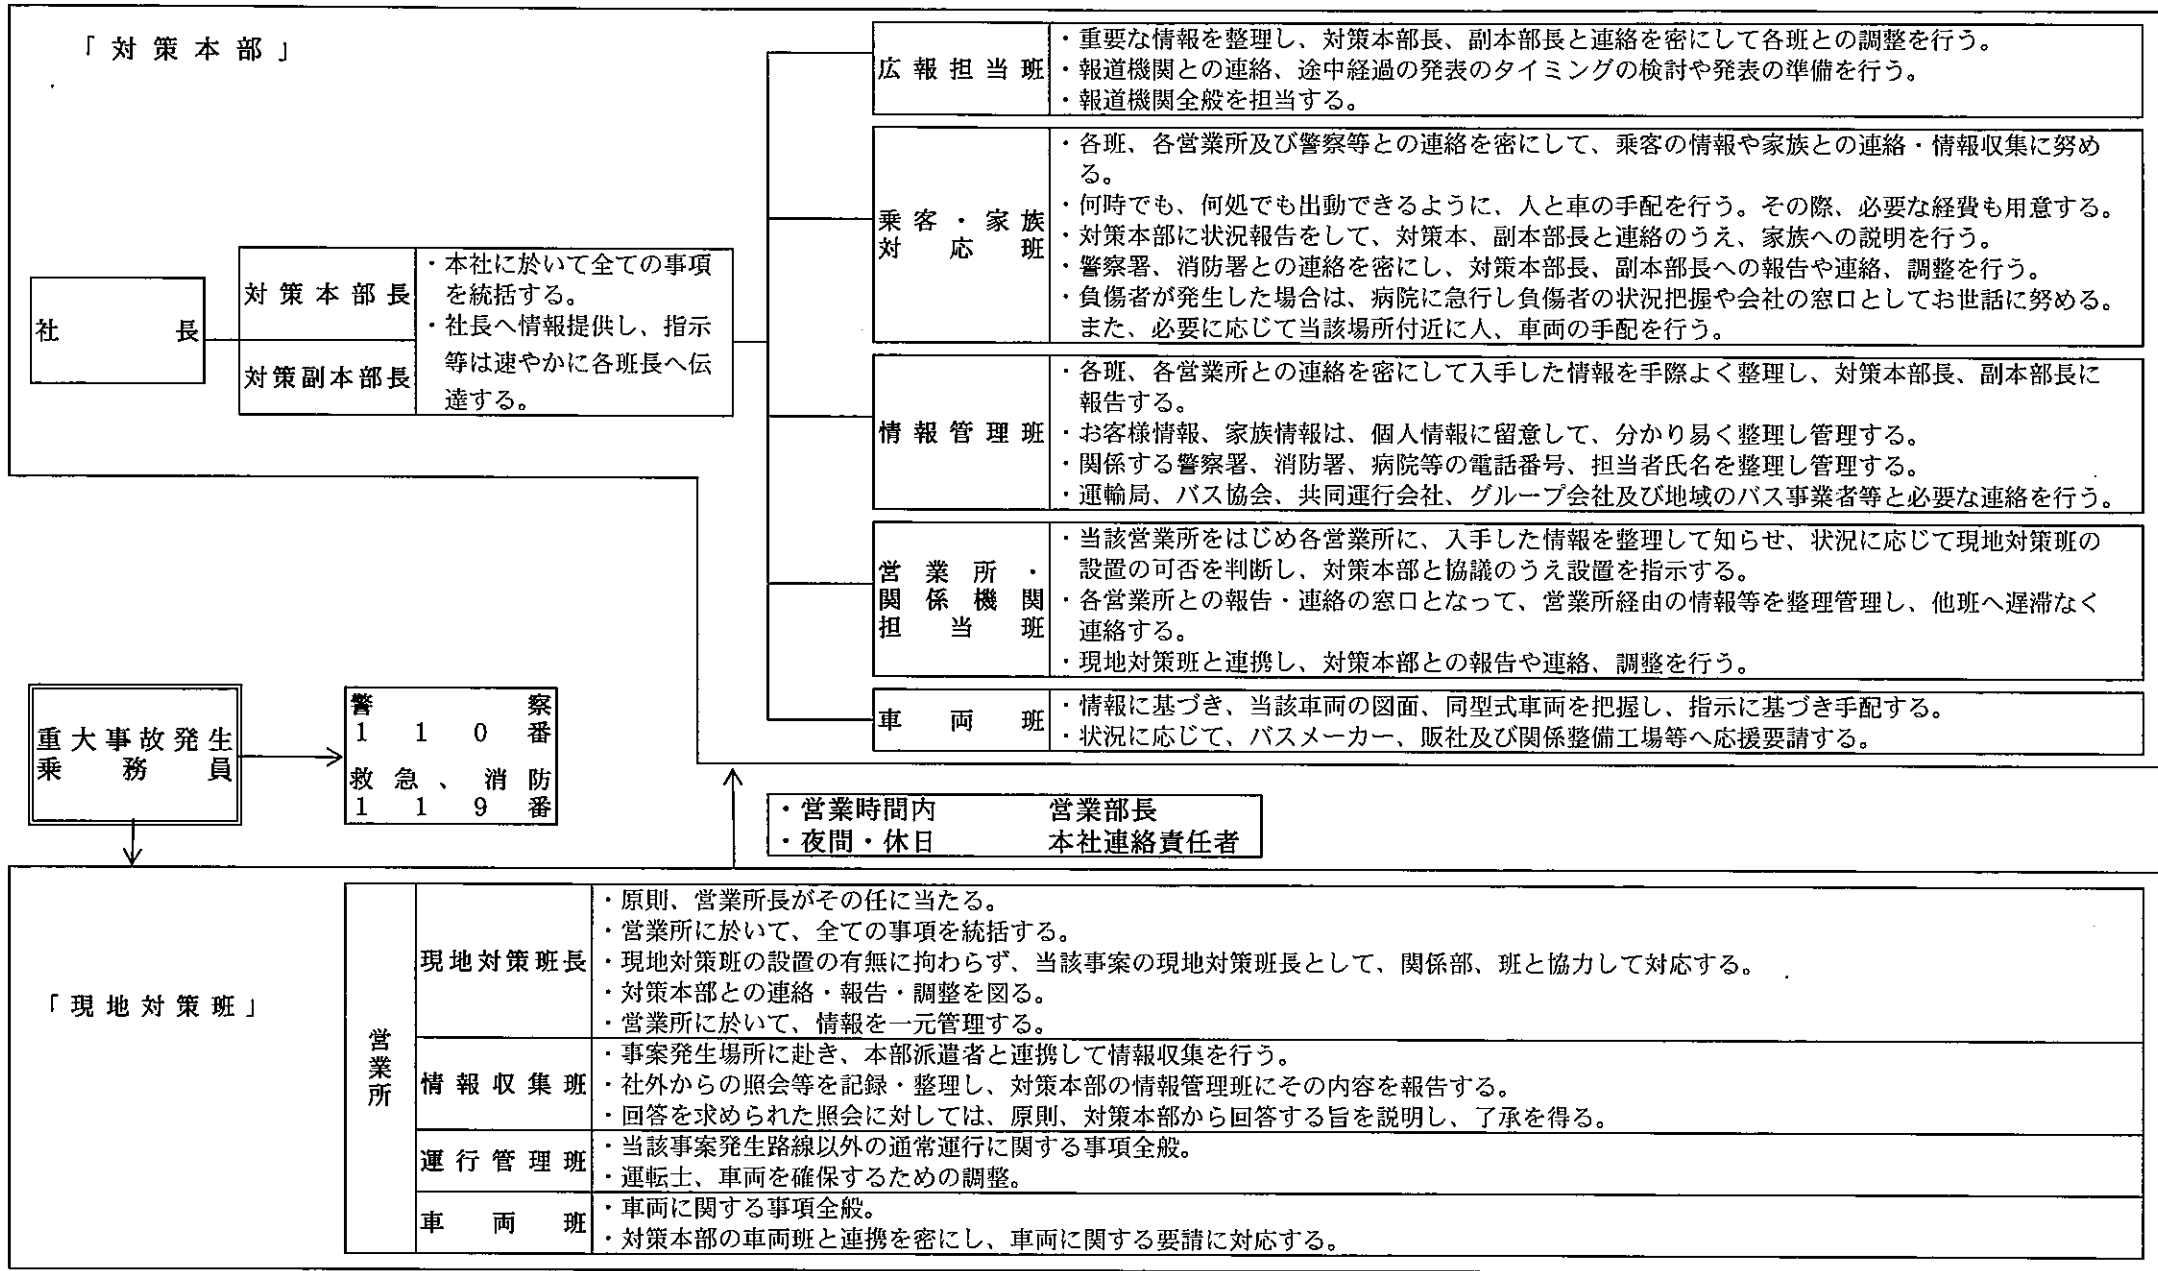 「対策本部」
社長
対策本部長
対策副本部長
・本社に於いて全ての事項
を統括する。
・社長へ情報提供し、指示
等は速やかに各班長へ伝
達する。
広報担当班
・重要な情報を整理し、対策本部長、副本部長と連絡を密にして各班との調整を行う。
・報道機関との連絡、途中経過の発表のタイミングの検討や発表の準備を行う。
・報道機関全般を担当する。
乗客・家族
対応班
・各班、各営業所及び警察等との連絡を密にして、乗客の情報や家族との連絡・情報収集に努め
る。
・何時でも、何処でも出動できるように、人と車の手配を行う。その際、必要な経費も用意する。
・対策本部に状況報告をして、対策本、副本部長と連絡のうえ、家族への説明を行う。
・警察署、消防署との連絡を密にし、対策本部長、副本部長への報告や連絡、調整を行う。
・負傷者が発生した場合は、病院に急行し負傷者の状況把握や会社の窓口としてお世話に努める。
また、必要に応じて当該場所付近に人、車両の手配を行う。
情報管理班
・各班、各営業所との連絡を密にして入手した情報を手際よく整理し、対策本部長、副本部長に
報告する。
・お客様情報、家族情報は、個人情報に留意して、分かり易く整理し管理する。
・関係する警察署、消防署、病院等の電話番号、担当者氏名を整理し管理する。
・運輸局、バス協会、共同運行会社、グループ会社及び地域のバス事業者等と必要な連絡を行う。
営業所・
関係機関
担当班
・当該営業所をはじめ各営業所に、入手した情報を整理して知らせ、状況に応じて現地対策班の
設置の可否を判断し、対策本部と協議のうえ設置を指示する。
・各営業所との報告・連絡の窓口となって、営業所経由の情報等を整理管理し、他班へ遅滞なく
連絡する。
・現地対策班と連携し、対策本部との報告や連絡、調整を行う。
車両班
・情報に基づき、当該車両の図面、同型式車両を把握し、指示に基づき手配する。
・状況に応じて、バスメーカー、販社及び関係整備工場等へ応援要請する。
重大事故発生
乗務員
警察
110番
救急、消防
119番
・営業時間内 営業部長
・夜間・休日 本社連絡責任者
「現地対策班」
営業所
現地対策班長
・原則、営業所長がその任に当たる。
・営業所に於いて、全ての事項を統括する。
・現地対策班の設置の有無に拘わらず、当該事案の現地対策班長として、関係部、班と協力して対応する。
・対策本部との連絡・報告・調整を図る。
・営業所に於いて、情報を一元管理する。
情報収集班
・事案発生場所に赴き、本部派遣者と連携して情報収集を行う。
・社外からの照会等を記録・整理し、対策本部の情報管理班にその内容を報告する。
・回答を求められた照会に対しては、原則、対策本部から回答する旨を説明し、了承を得る。
運行管理班
・当該事案発生路線以外の通常運行に関する事項全般。
・運転士、車両を確保するための調整。
車両班
・車両に関する事項全般。
・対策本部の車両班と連携を密にし、車両に関する要請に対応する。